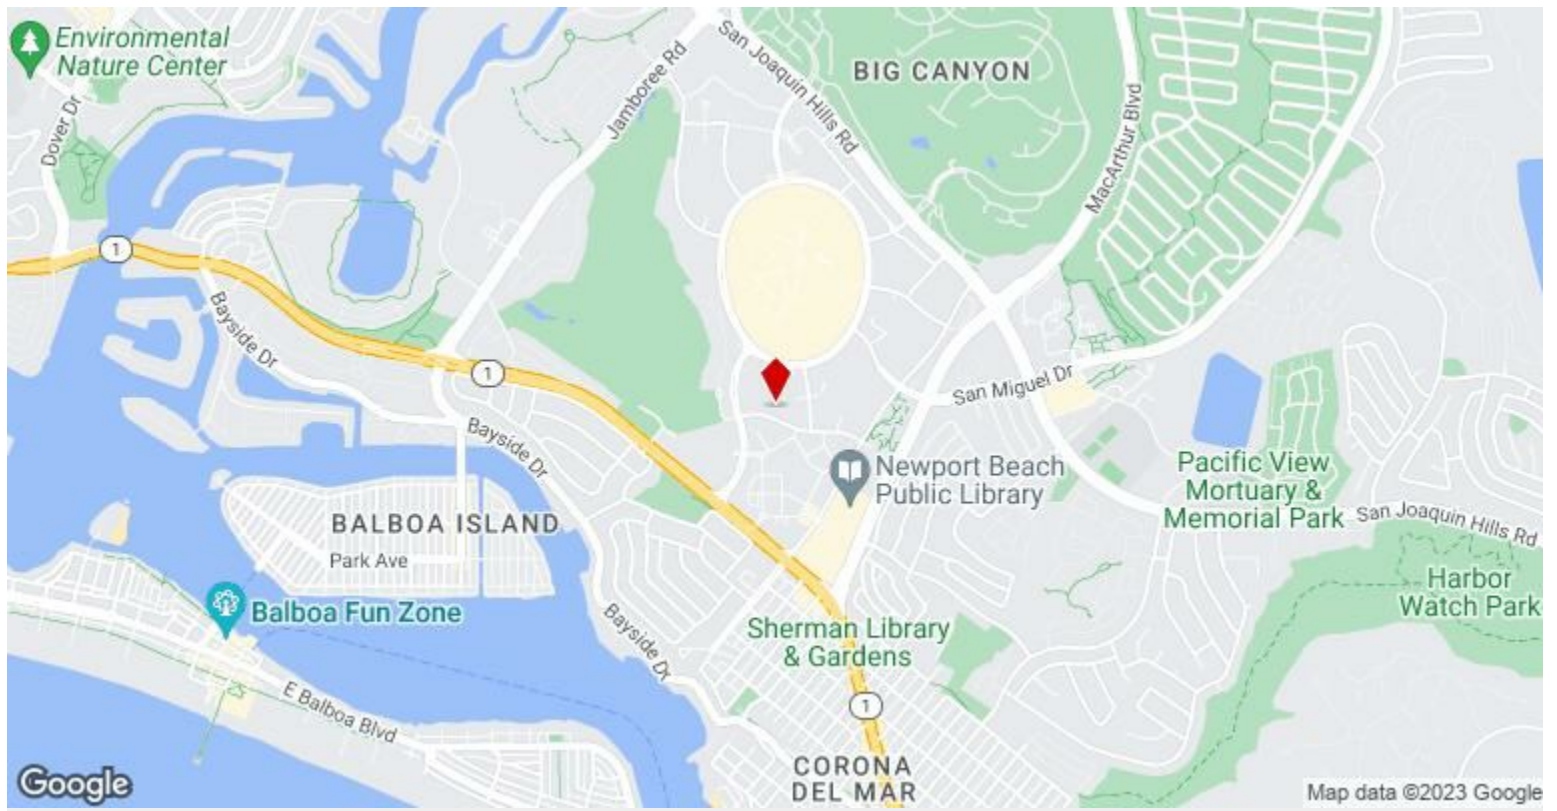 Environmental
Nature Center
Dover Dr
Jamboree Rd
San Joaquin Hills Rd
BIG CANYON
MacArthur Blvd
1
Bayside Dr
1
San Miguel Dr
Bayside Dr
Newport Beach
Public Library
Pacific View
Mortuary &
Memorial Park
San Joaquin Hills Rd
BALBOA ISLAND
Park Ave
Harbor
Watch Park
Balboa Fun Zone
Bayside Dr
Sherman Library
& Gardens
E Balboa Blvd
1
CORONA
DEL MAR
Google
Map data ©2023 Google